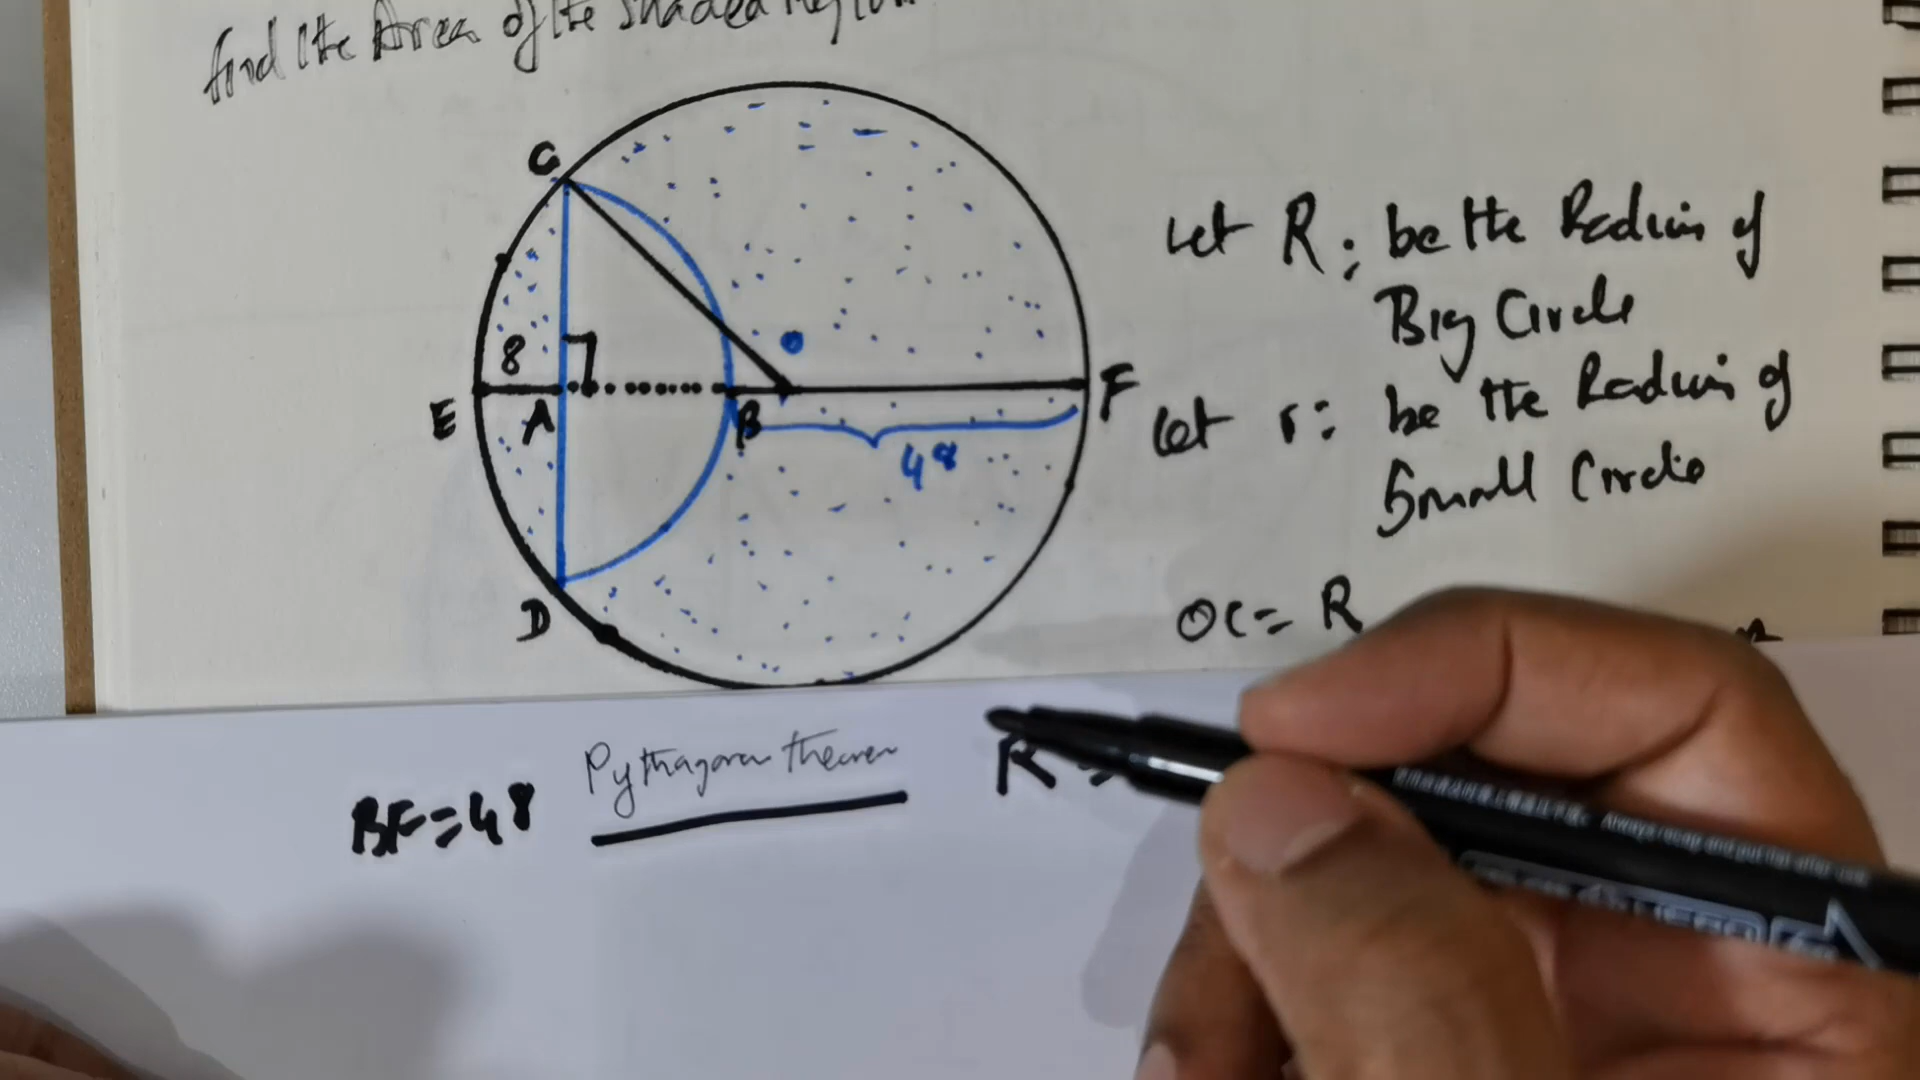 find the Area of the shaded Region
C
8
O
E
A
B
F
48
D
Let R: be the Radius of
Big Circle
Let r: be the Radius of
Small Circle
OC = R
BF = 48
Pythagorean theorem
R =